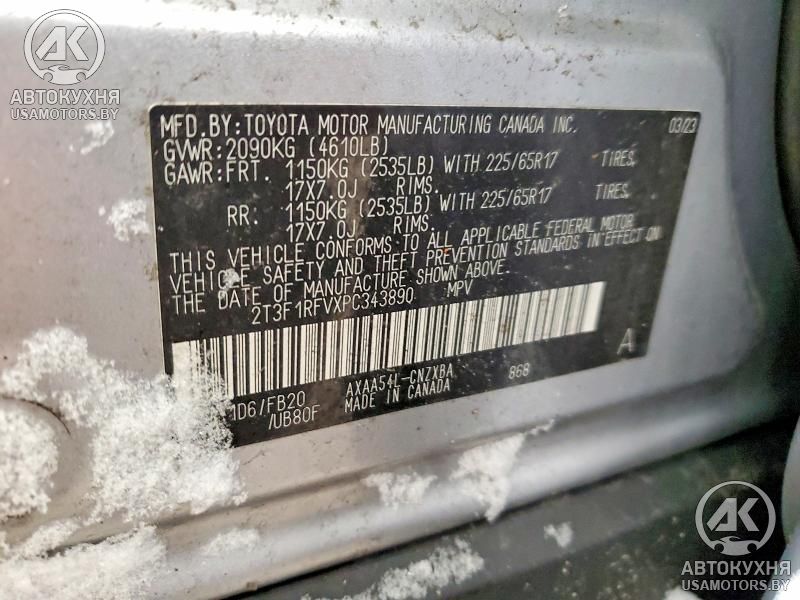 AK
АВТОКУХНЯ
USAMOTORS.BY
MFD.BY:TOYOTA MOTOR MANUFACTURING CANADA INC. 03/23
GVWR:2090KG (4610LB)
GAWR:FRT. 1150KG (2535LB) WITH 225/65R17 TIRES,
17X7.0J RIMS.
RR: 1150KG (2535LB) WITH 225/65R17 TIRES,
17X7.0J RIMS.
THIS VEHICLE CONFORMS TO ALL APPLICABLE FEDERAL MOTOR
VEHICLE SAFETY AND THEFT PREVENTION STANDARDS IN EFFECT ON
THE DATE OF MANUFACTURE SHOWN ABOVE.
2T3F1RFVXPC343890 MPV
A
1D6/FB20 AXAA54L-CNZXBA 868
/UB80F MADE IN CANADA
AK
АВТОКУХНЯ
USAMOTORS.BY